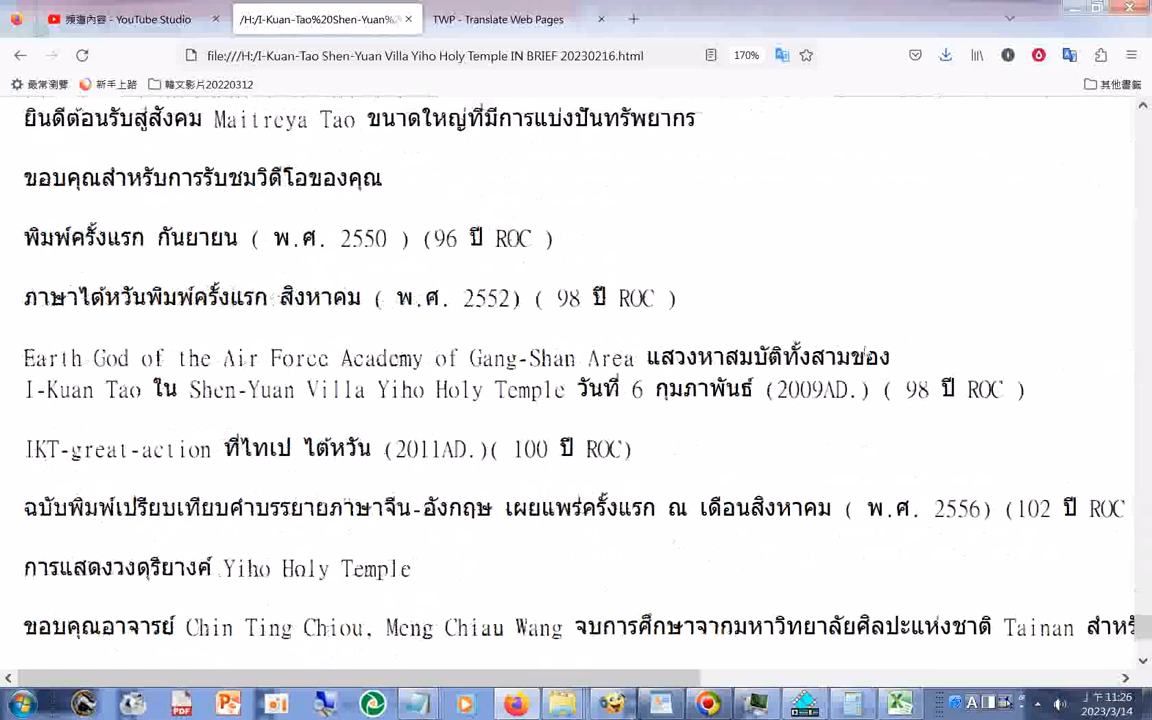 頻道內容 - YouTube Studio
/H:/I-Kuan-Tao%20Shen-Yuan%
TWP - Translate Web Pages
file:///H:/I-Kuan-Tao Shen-Yuan Villa Yiho Holy Temple IN BRIEF 20230216.html
170%
最常瀏覽
新手上路
韓文影片20220312
其他書籤
ยินดีต้อนรับสู่สังคม Maitreya Tao ขนาดใหญ่ที่มีการแบ่งปันทรัพยากร
ขอบคุณสำหรับการรับชมวิดีโอของคุณ
พิมพ์ครั้งแรก กันยายน ( พ.ศ. 2550 ) (96 ปี ROC )
ภาษาไต้หวันพิมพ์ครั้งแรก สิงหาคม ( พ.ศ. 2552) ( 98 ปี ROC )
Earth God of the Air Force Academy of Gang-Shan Area แสวงหาสมบัติทั้งสามของ
I-Kuan Tao ใน Shen-Yuan Villa Yiho Holy Temple วันที่ 6 กุมภาพันธ์ (2009AD.) ( 98 ปี ROC )
IKT-great-action ที่ไทเป ไต้หวัน (2011AD.)( 100 ปี ROC)
ฉบับพิมพ์เปรียบเทียบคำบรรยายภาษาจีน-อังกฤษ เผยแพร่ครั้งแรก ณ เดือนสิงหาคม ( พ.ศ. 2556) (102 ปี ROC
การแสดงวงดุริยางค์ Yiho Holy Temple
ขอบคุณอาจารย์ Chin Ting Chiou, Meng Chiau Wang จบการศึกษาจากมหาวิทยาลัยศิลปะแห่งชาติ Tainan สำหรั
上午 11:26
2023/3/14